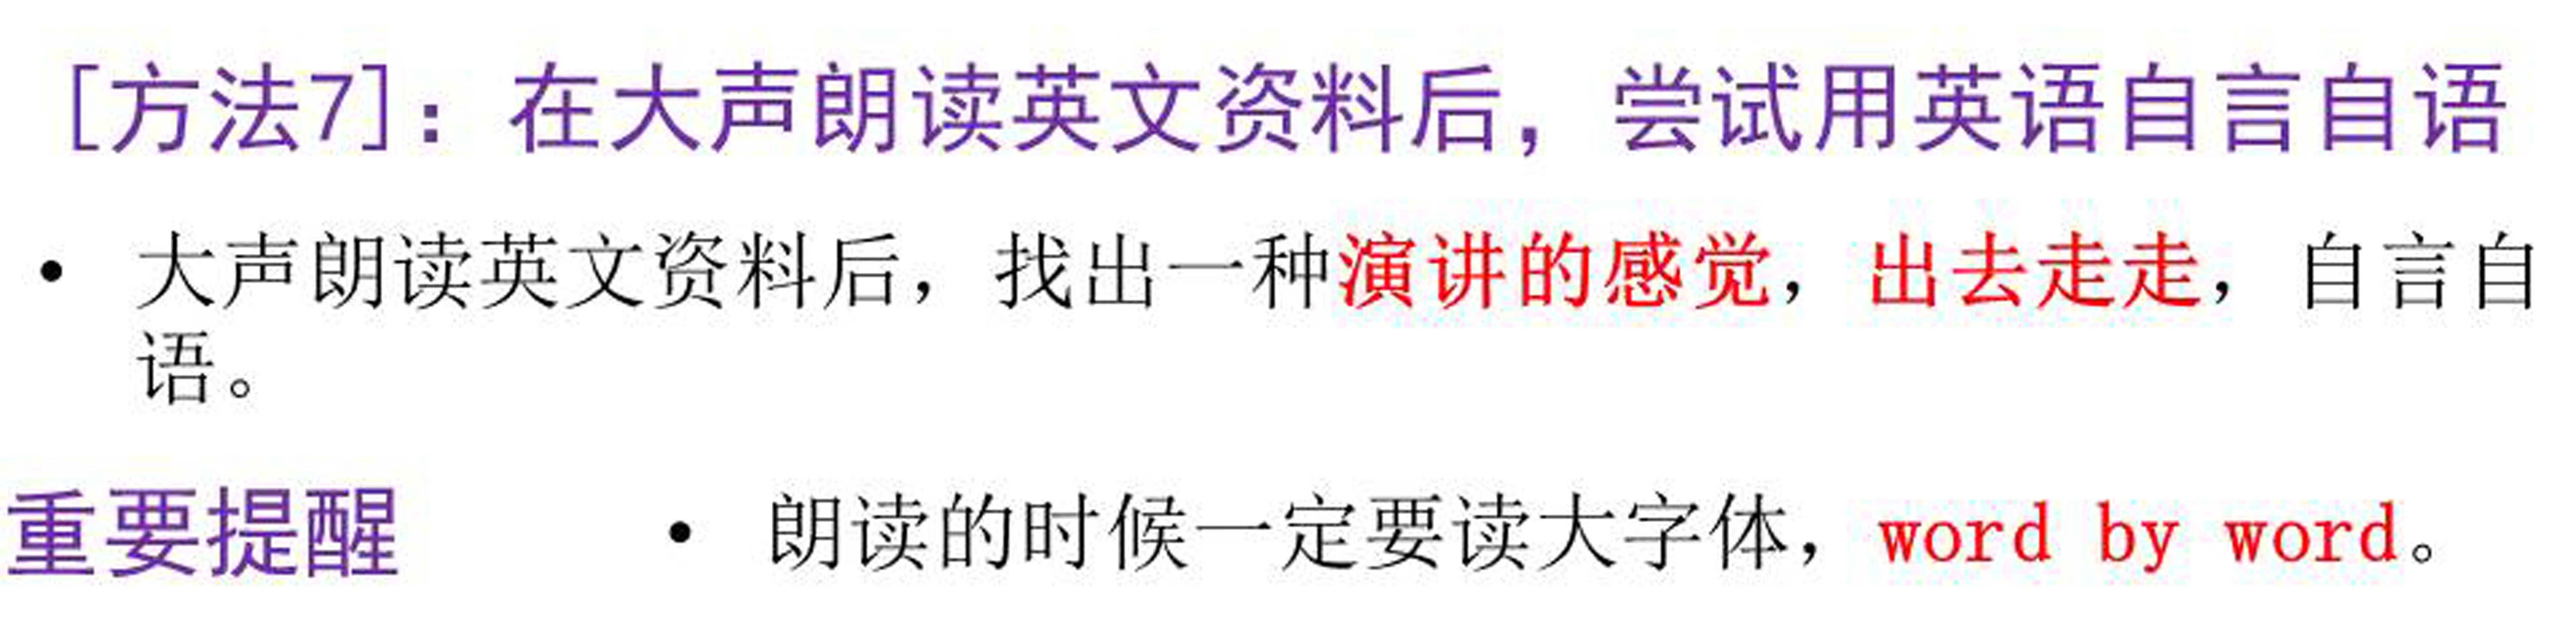 [方法7]：在大声朗读英文资料后，尝试用英语自言自语
• 大声朗读英文资料后，找出一种演讲的感觉，出去走走，自言自
语。
重要提醒 • 朗读的时候一定要读大字体，word by word。